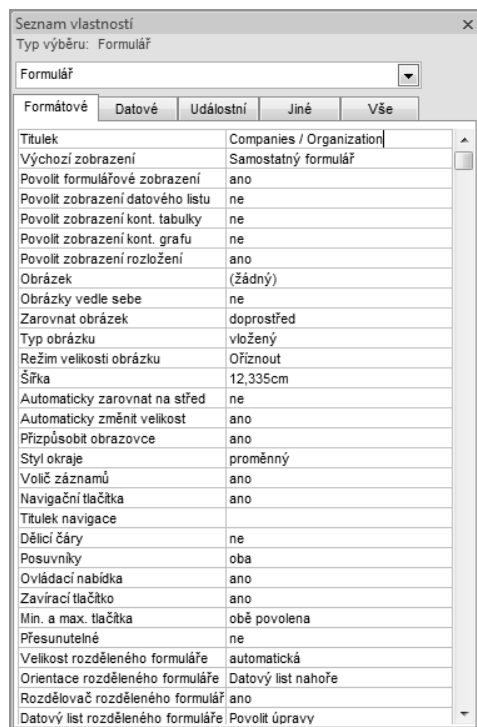 Seznam vlastností
Typ výběru: Formulář
Formulář
Formátové Datové Událostní Jiné Vše
Titulek Companies / Organization
Výchozí zobrazení Samostatný formulář
Povolit formulářové zobrazení ano
Povolit zobrazení datového listu ne
Povolit zobrazení kont. tabulky ne
Povolit zobrazení kont. grafu ne
Povolit zobrazení rozložení ano
Obrázek (žádný)
Obrázky vedle sebe ne
Zarovnat obrázek doprostřed
Typ obrázku vložený
Režim velikosti obrázku Oříznout
Šířka 12,335cm
Automaticky zarovnat na střed ne
Automaticky změnit velikost ano
Přizpůsobit obrazovce ano
Styl okraje proměnný
Volič záznamů ano
Navigační tlačítka ano
Titulek navigace
Dělicí čáry ne
Posuvníky oba
Ovládací nabídka ano
Zavírací tlačítko ano
Min. a max. tlačítka obě povolena
Přesunutelné ne
Velikost rozděleného formuláře automatická
Orientace rozděleného formuláře Datový list nahoře
Rozdělovač rozděleného formulář ano
Datový list rozděleného formuláře Povolit úpravy